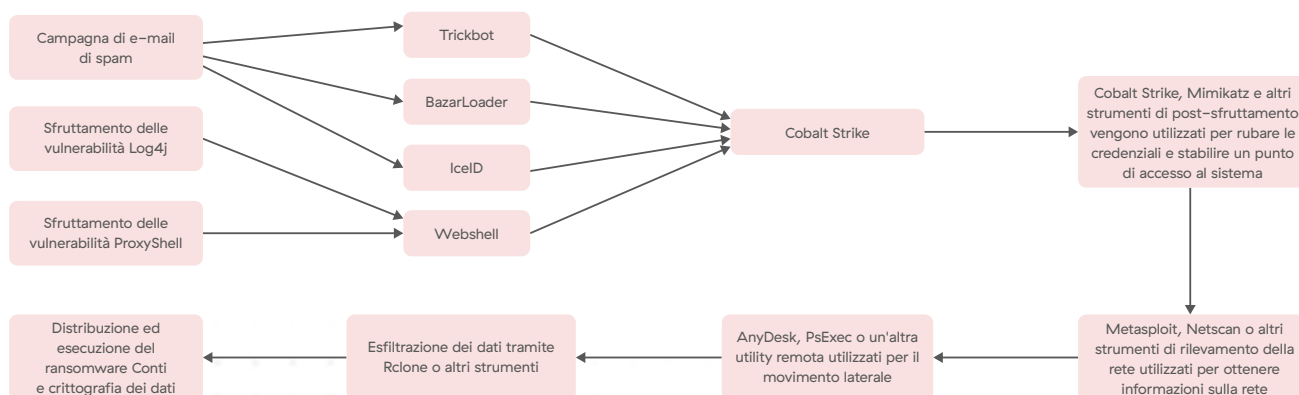 Campagna di e-mail
di spam
Sfruttamento delle
vulnerabilità Log4j
Sfruttamento delle
vulnerabilità ProxyShell
Trickbot
BazarLoader
IceID
Webshell
Cobalt Strike
Cobalt Strike, Mimikatz e altri
strumenti di post-sfruttamento
vengono utilizzati per rubare le
credenziali e stabilire un punto
di accesso al sistema
Metasploit, Netscan o altri
strumenti di rilevamento della
rete utilizzati per ottenere
informazioni sulla rete
AnyDesk, PsExec o un'altra
utility remota utilizzati per il
movimento laterale
Esfiltrazione dei dati tramite
Rclone o altri strumenti
Distribuzione ed
esecuzione del
ransomware Conti
e crittografia dei dati